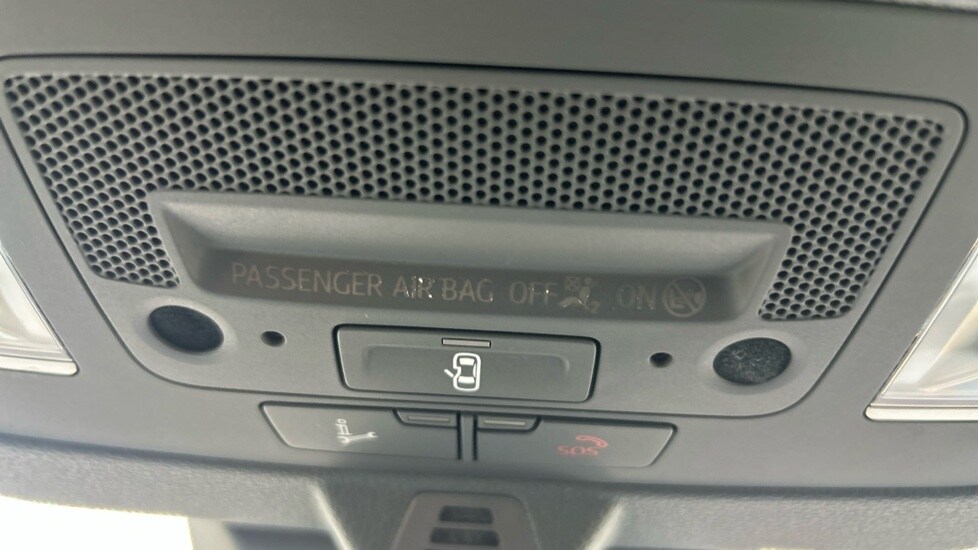 PASSENGER AIR BAG OFF ON
SOS